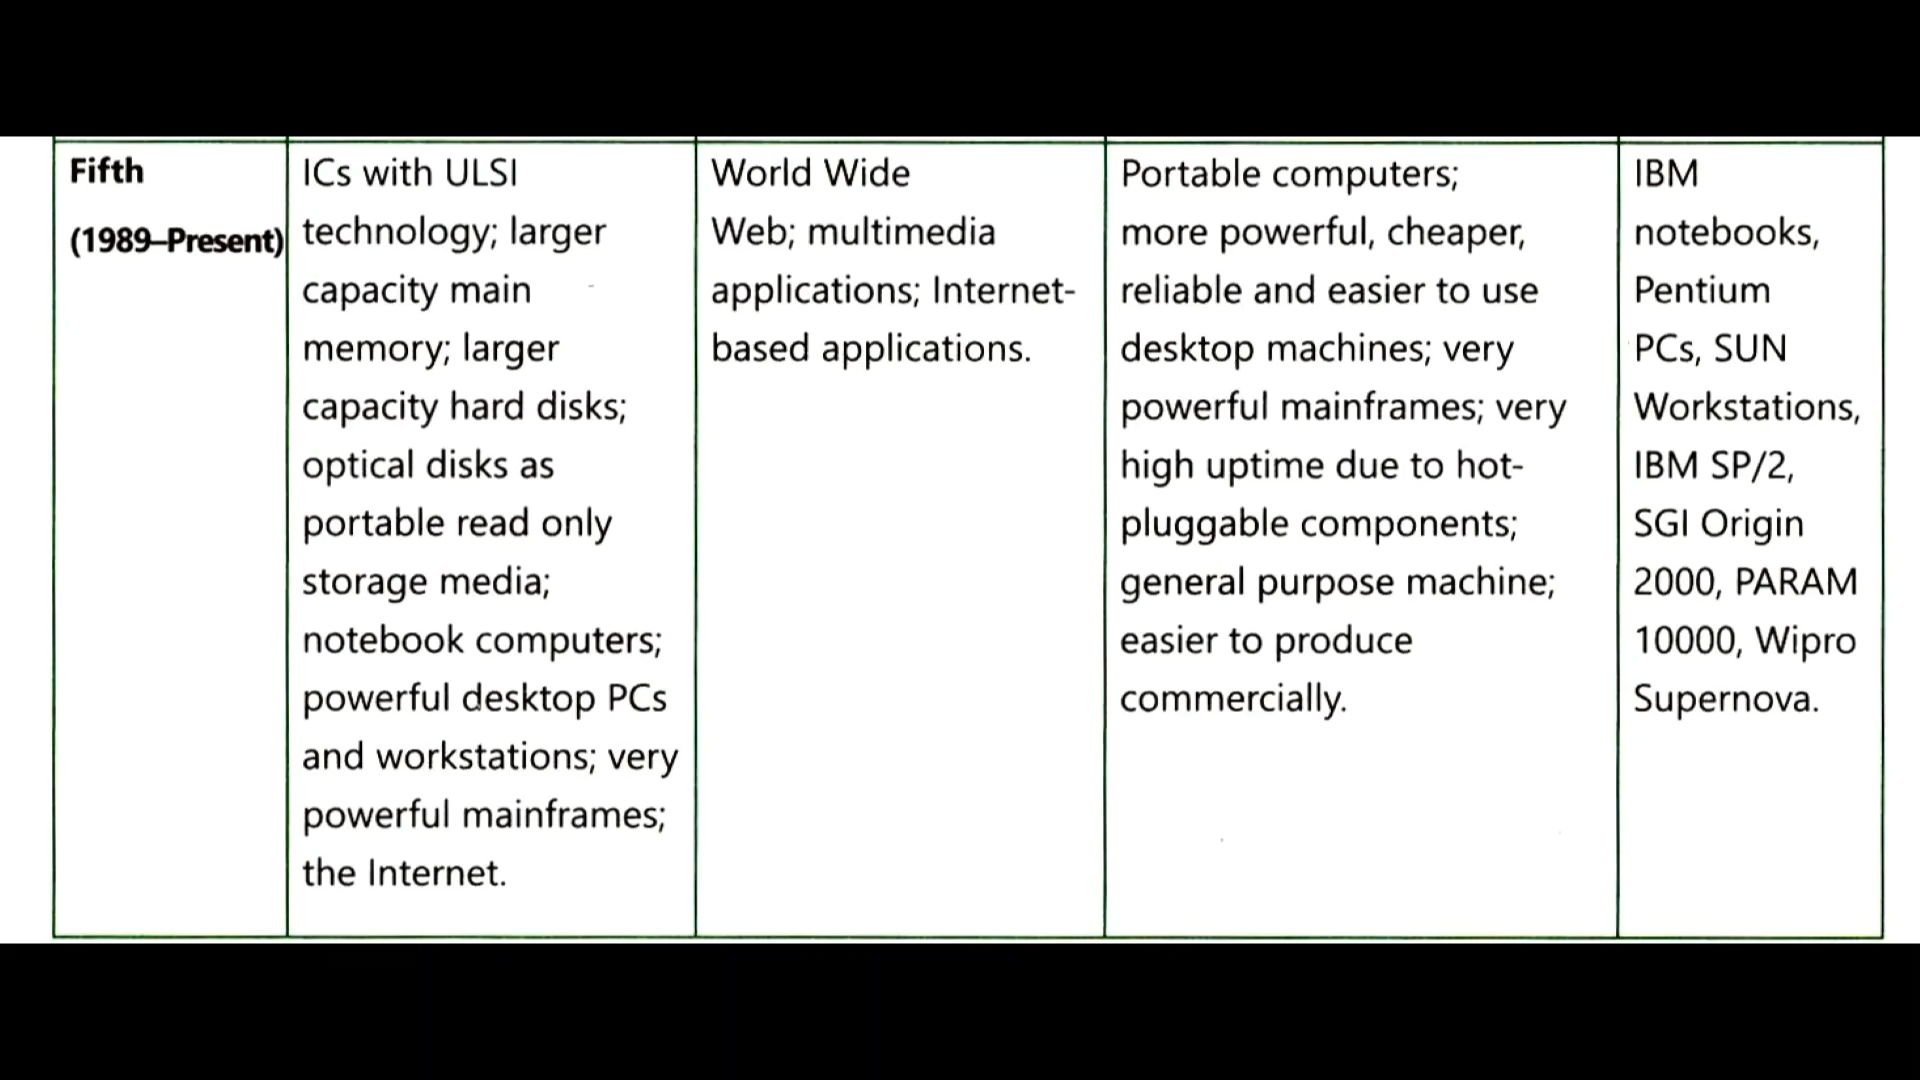 Fifth
(1989–Present)
ICs with ULSI
technology; larger
capacity main
memory; larger
capacity hard disks;
optical disks as
portable read only
storage media;
notebook computers;
powerful desktop PCs
and workstations; very
powerful mainframes;
the Internet.
World Wide
Web; multimedia
applications; Internet-
based applications.
Portable computers;
more powerful, cheaper,
reliable and easier to use
desktop machines; very
powerful mainframes; very
high uptime due to hot-
pluggable components;
general purpose machine;
easier to produce
commercially.
IBM
notebooks,
Pentium
PCs, SUN
Workstations,
IBM SP/2,
SGI Origin
2000, PARAM
10000, Wipro
Supernova.